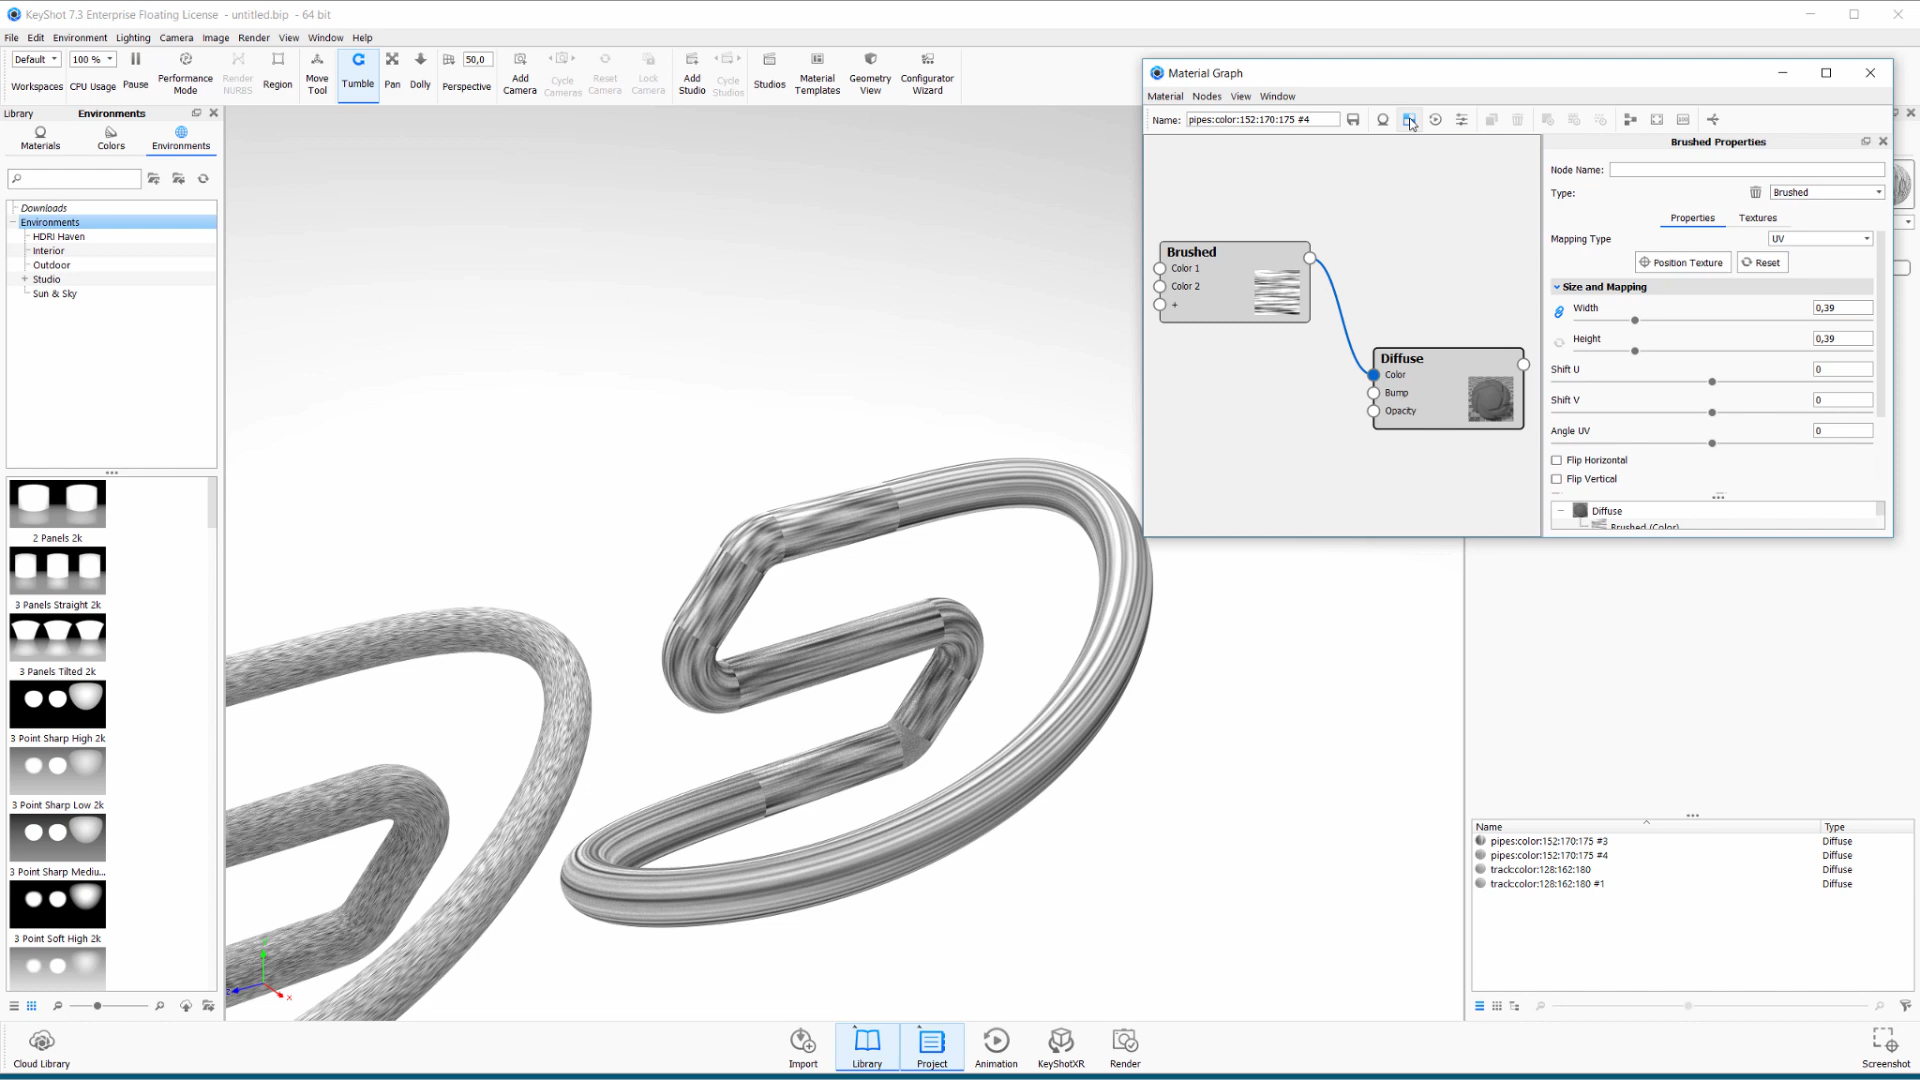 KeyShot 7.3 Enterprise Floating License - untitled.bip - 64 bit
File Edit Environment Lighting Camera Image Render View Window Help
Default 100 % 50,0
Workspaces CPU Usage Pause Performance Mode Render NURBS Region Move Tool Tumble Pan Dolly Perspective Add Camera Cycle Cameras Reset Camera Lock Camera Add Studio Cycle Studios Studios Material Templates Geometry View Configurator Wizard
Library Environments
Materials Colors Environments
Downloads
Environments
HDRI Haven
Interior
Outdoor
Studio
Sun & Sky
2 Panels 2k
3 Panels Straight 2k
3 Panels Tilted 2k
3 Point Sharp High 2k
3 Point Sharp Low 2k
3 Point Sharp Mediu...
3 Point Soft High 2k
Material Graph
Material Nodes View Window
Name: pipes:color:152:170:175 #4
Brushed
Color 1
Color 2
+
Diffuse
Color
Bump
Opacity
Brushed Properties
Node Name:
Type: Brushed
Properties Textures
Mapping Type UV
Position Texture Reset
Size and Mapping
Width 0,39
Height 0,39
Shift U 0
Shift V 0
Angle UV 0
Flip Horizontal
Flip Vertical
Diffuse
Brushed (Color)
Name Type
pipes:color:152:170:175 #3 Diffuse
pipes:color:152:170:175 #4 Diffuse
track:color:128:162:180 Diffuse
track:color:128:162:180 #1 Diffuse
x
Cloud Library Import Library Project Animation KeyShotXR Render Screenshot